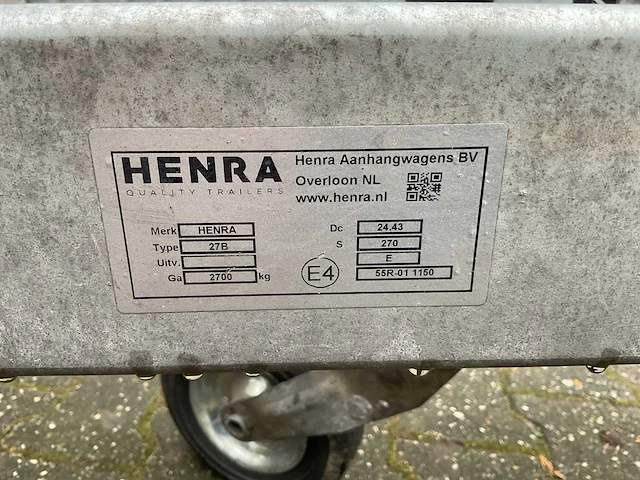 HENRA
QUALITY TRAILERS
Henra Aanhangwagens BV
Overloon NL
www.henra.nl
Merk HENRA
Type 27B
Uitv.
Ga 2700 kg
Dc 24.43
S 270
E
E4 55R-01 1150